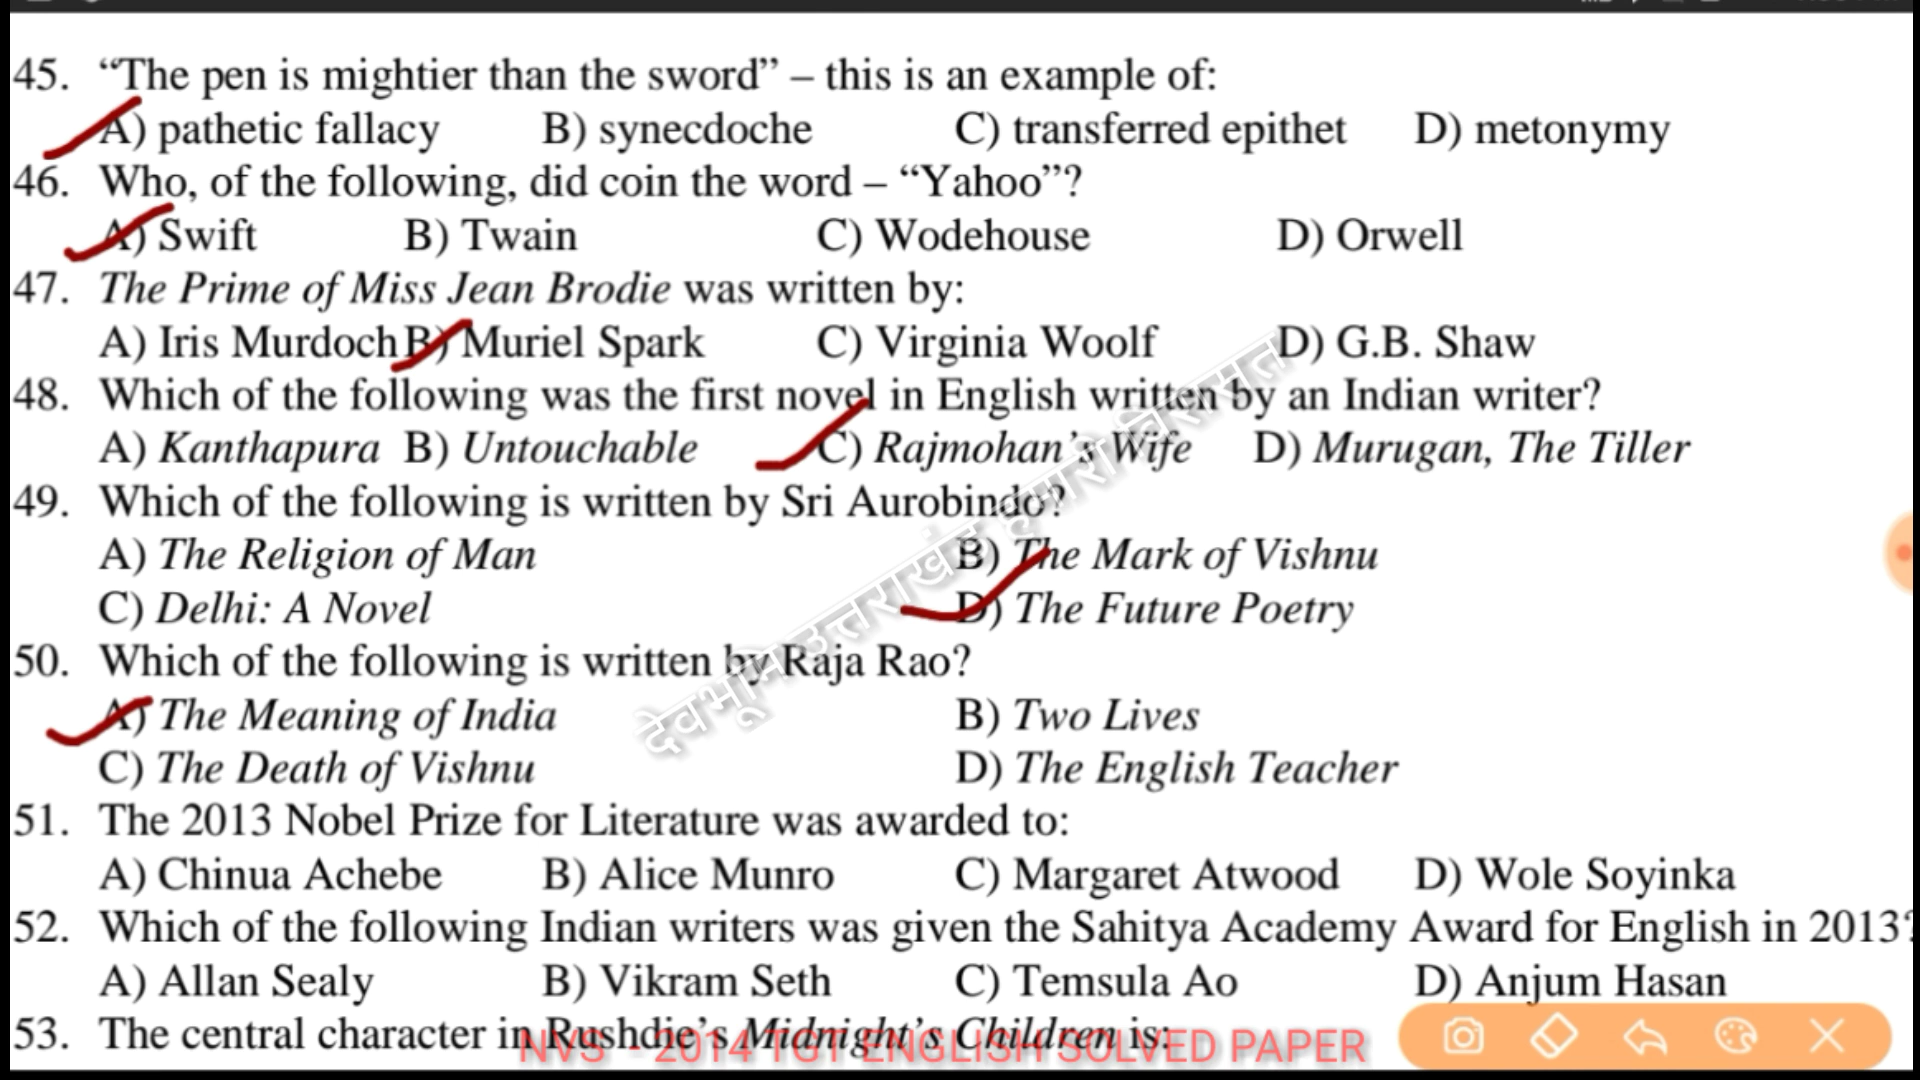 45. “The pen is mightier than the sword” – this is an example of:
A) pathetic fallacy B) synecdoche C) transferred epithet D) metonymy
46. Who, of the following, did coin the word – “Yahoo”?
A) Swift B) Twain C) Wodehouse D) Orwell
47. The Prime of Miss Jean Brodie was written by:
A) Iris Murdoch B) Muriel Spark C) Virginia Woolf D) G.B. Shaw
48. Which of the following was the first novel in English written by an Indian writer?
A) Kanthapura B) Untouchable C) Rajmohan’s Wife D) Murugan, The Tiller
49. Which of the following is written by Sri Aurobindo?
A) The Religion of Man B) The Mark of Vishnu
C) Delhi: A Novel D) The Future Poetry
50. Which of the following is written by Raja Rao?
A) The Meaning of India B) Two Lives
C) The Death of Vishnu D) The English Teacher
51. The 2013 Nobel Prize for Literature was awarded to:
A) Chinua Achebe B) Alice Munro C) Margaret Atwood D) Wole Soyinka
52. Which of the following Indian writers was given the Sahitya Academy Award for English in 2013?
A) Allan Sealy B) Vikram Seth C) Temsula Ao D) Anjum Hasan
53. The central character in Rushdie’s Midnight’s Children is:
NVS - 2014 TGT ENGLISH SOLVED PAPER
देवभूमि उत्तराखंड हमारी विरासत